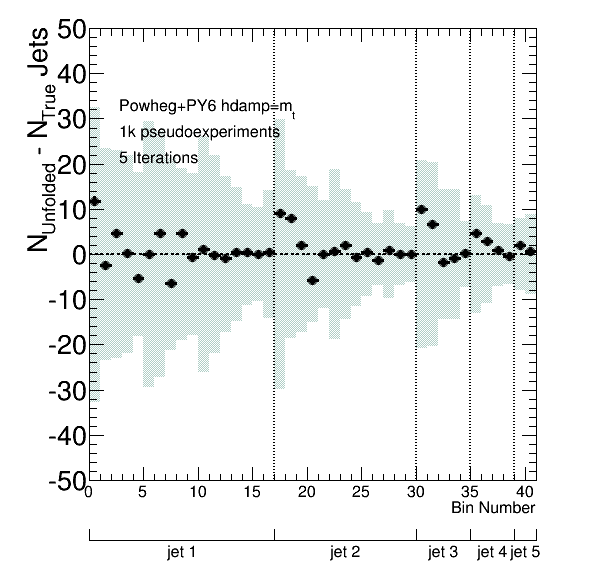 N_Unfolded - N_True Jets
50
40
30
20
10
0
-10
-20
-30
-40
-50
Powheg+PY6 hdamp=m_t
1k pseudoexperiments
5 Iterations
0 5 10 15 20 25 30 35 40
Bin Number
jet 1 jet 2 jet 3 jet 4 jet 5